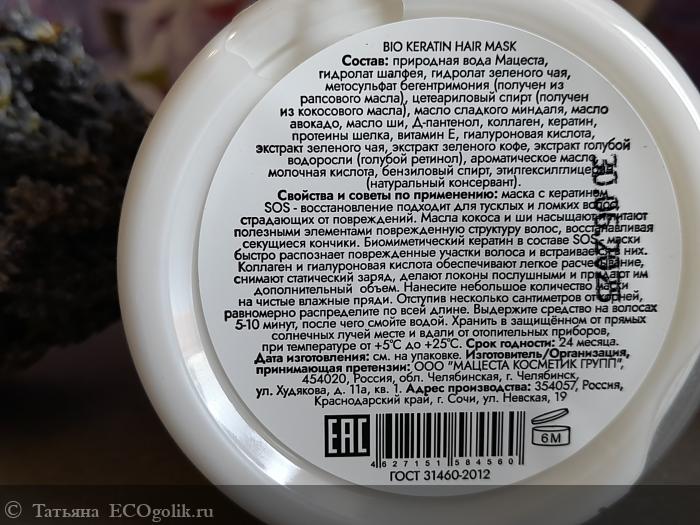 BIO KERATIN HAIR MASK
Состав: природная вода Мацеста,
гидролат шалфея, гидролат зеленого чая,
метосульфат бегентримония (получен из
рапсового масла), цетеариловый спирт (получен
из кокосового масла), масло сладкого миндаля, масло
авокадо, масло ши, Д-пантенол, коллаген, кератин,
протеины шелка, витамин Е, гиалуроновая кислота,
экстракт зеленого чая, экстракт зеленого кофе, экстракт голубой
водоросли (голубой ретинол), ароматическое масло,
молочная кислота, бензиловый спирт, этилгексилглицерин
(натуральный консервант).
Свойства и советы по применению: маска с кератином
SOS - восстановление подходит для тусклых и ломких волос,
страдающих от повреждений. Масла кокоса и ши насыщают, питают
полезными элементами поврежденную структуру волос, восстанавливая
секущиеся кончики. Биомиметический кератин в составе SOS- маски
быстро распознает поврежденные участки волоса и встраивается в них.
Коллаген и гиалуроновая кислота обеспечивают легкое расчесывание,
снимают статический заряд, делают локоны послушными и придают им
дополнительный объем. Нанесите небольшое количество маски
на чистые влажные пряди. Отступив несколько сантиметров от корней,
равномерно распределите по всей длине. Выдержите средство на волосах
5-10 минут, после чего смойте водой. Хранить в защищённом от прямых
солнечных лучей месте и вдали от отопительных приборов,
при температуре от +5°С до +25°С. Срок годности: 24 месяца.
Дата изготовления: см. на упаковке. Изготовитель/Организация,
принимающая претензии: ООО "МАЦЕСТА КОСМЕТИК ГРУПП",
454020, Россия, обл. Челябинская, г. Челябинск,
ул. Худякова, д. 11а, кв. 1. Адрес производства: 354057, Россия,
Краснодарский край, г. Сочи, ул. Невская, 19
EAC
6M
4 627151 584560
ГОСТ 31460-2012
© Татьяна ECOgolik.ru